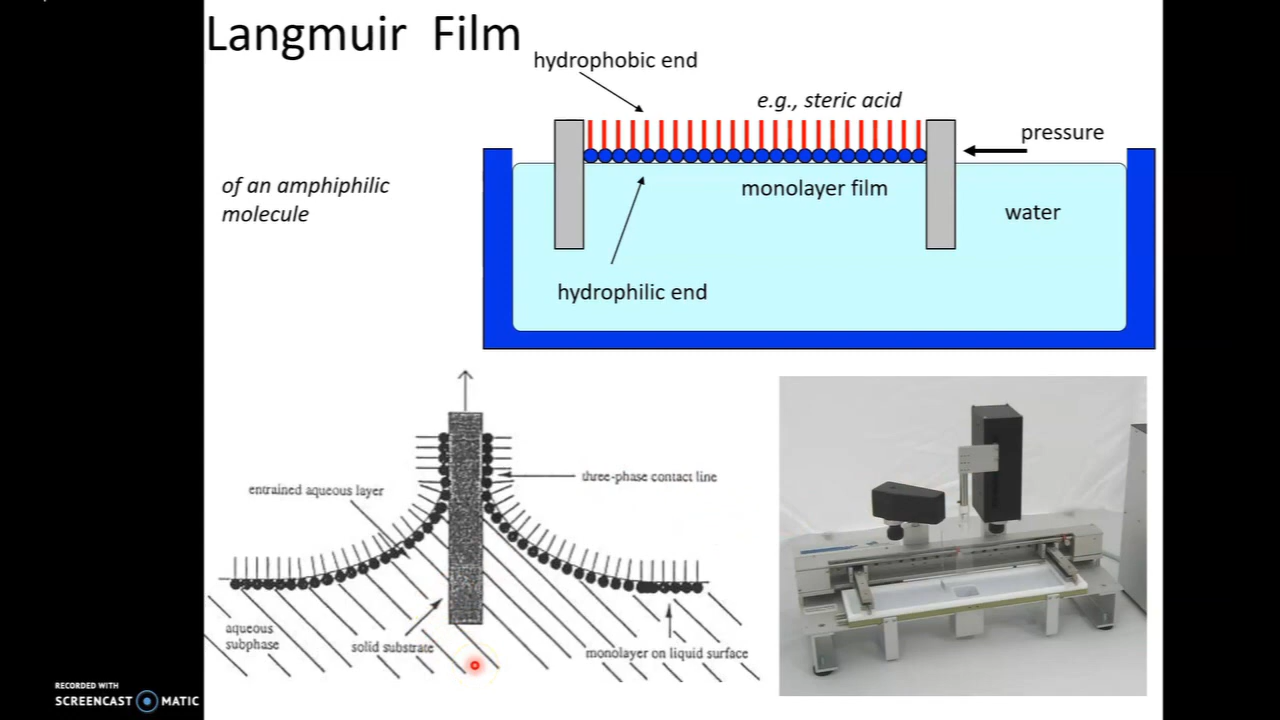 Langmuir Film
hydrophobic end
e.g., steric acid
pressure
of an amphiphilic
molecule
monolayer film
water
hydrophilic end
three-phase contact line
entrained aqueous layer
aqueous
subphase
solid substrate
monolayer on liquid surface
RECORDED WITH
SCREENCAST MATIC